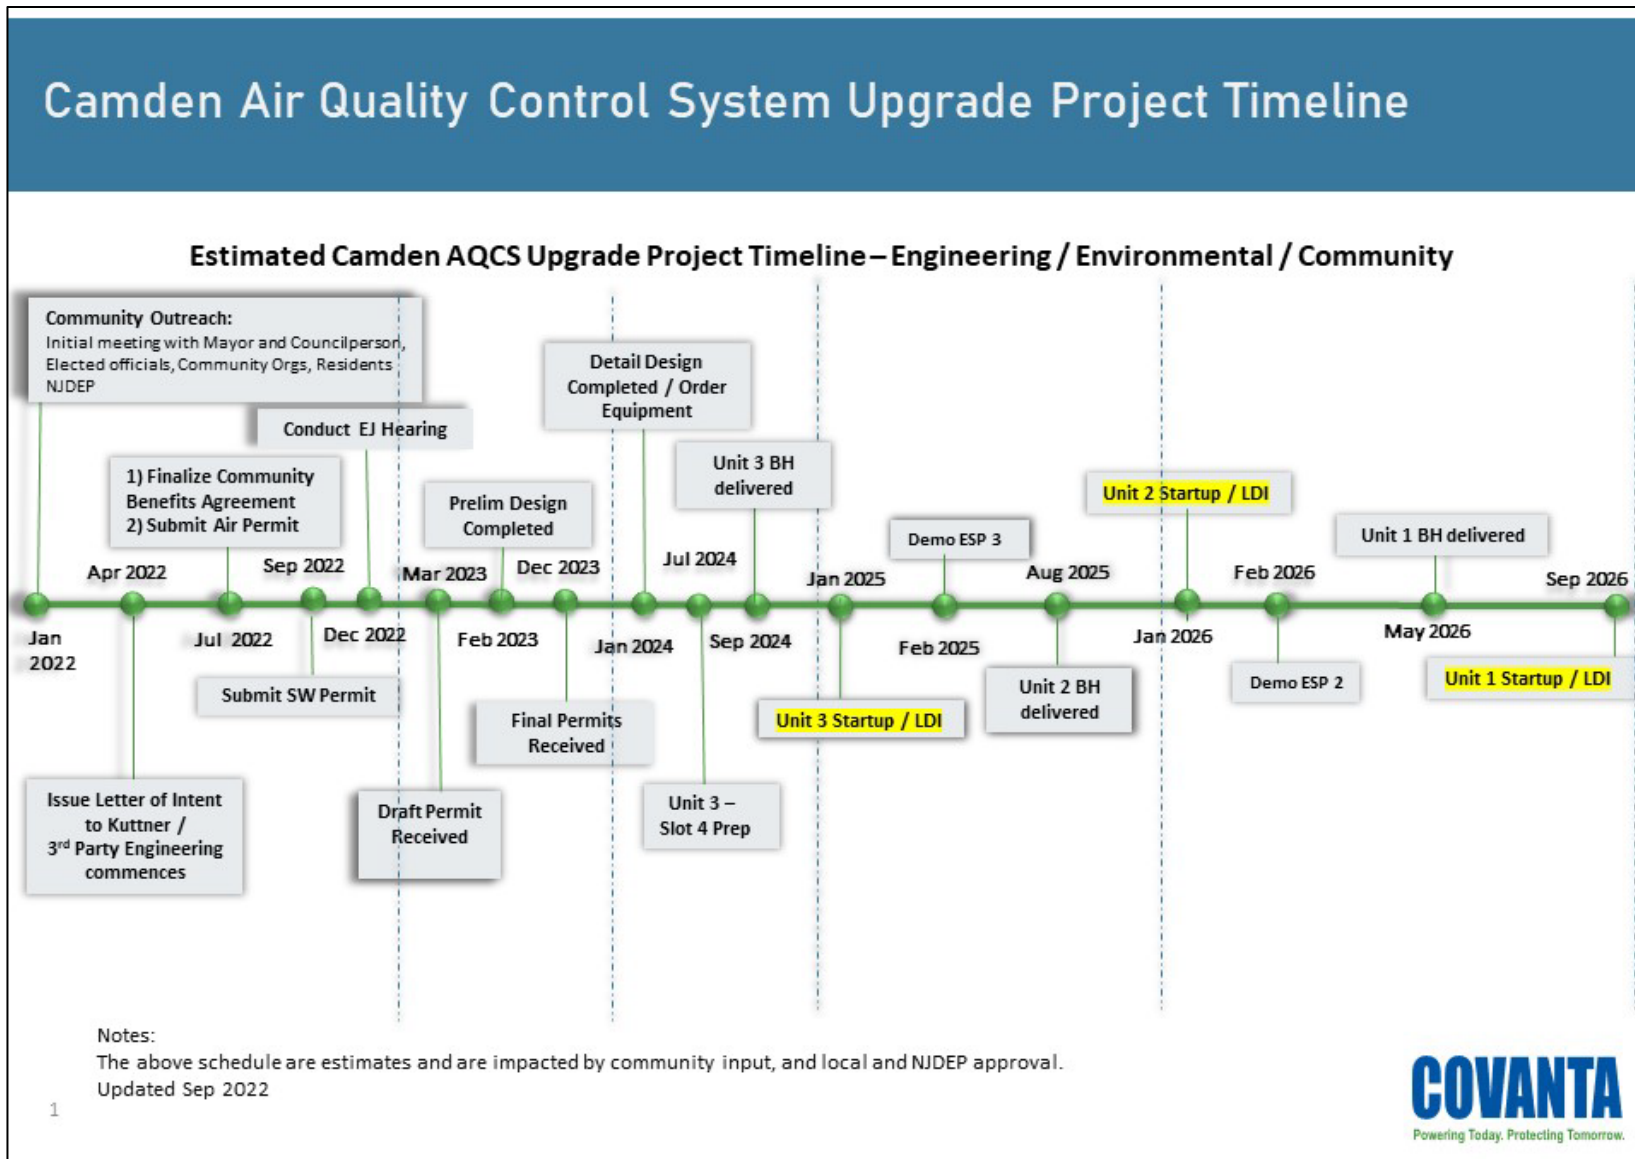 Camden Air Quality Control System Upgrade Project Timeline
Estimated Camden AQCS Upgrade Project Timeline – Engineering / Environmental / Community
Community Outreach:
Initial meeting with Mayor and Councilperson,
Elected officials, Community Orgs, Residents
NJDEP
Conduct EJ Hearing
1) Finalize Community
Benefits Agreement
2) Submit Air Permit
Prelim Design
Completed
Detail Design
Completed / Order
Equipment
Unit 3 BH
delivered
Demo ESP 3
Unit 2 Startup / LDI
Unit 1 BH delivered
Apr 2022
Sep 2022
Mar 2023
Dec 2023
Jul 2024
Jan 2025
Aug 2025
Feb 2026
Sep 2026
Jan
2022
Jul 2022
Dec 2022
Feb 2023
Jan 2024
Sep 2024
Feb 2025
Jan 2026
May 2026
Submit SW Permit
Final Permits
Received
Unit 3 Startup / LDI
Unit 2 BH
delivered
Demo ESP 2
Unit 1 Startup / LDI
Issue Letter of Intent
to Kuttner /
3rd Party Engineering
commences
Draft Permit
Received
Unit 3 –
Slot 4 Prep
Notes:
The above schedule are estimates and are impacted by community input, and local and NJDEP approval.
Updated Sep 2022
1
COVANTA
Powering Today. Protecting Tomorrow.